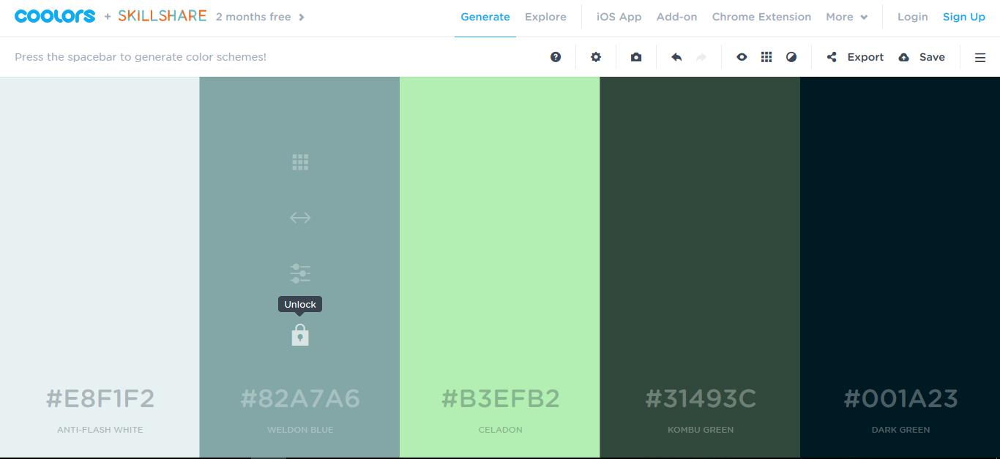 coolors + SKILLSHARE 2 months free Generate Explore iOS App Add-on Chrome Extension More Login Sign Up
Press the spacebar to generate color schemes! Export Save
Unlock
#E8F1F2 #82A7A6 #B3EFB2 #31493C #001A23
ANTI-FLASH WHITE WELDON BLUE CELADON KOMBU GREEN DARK GREEN